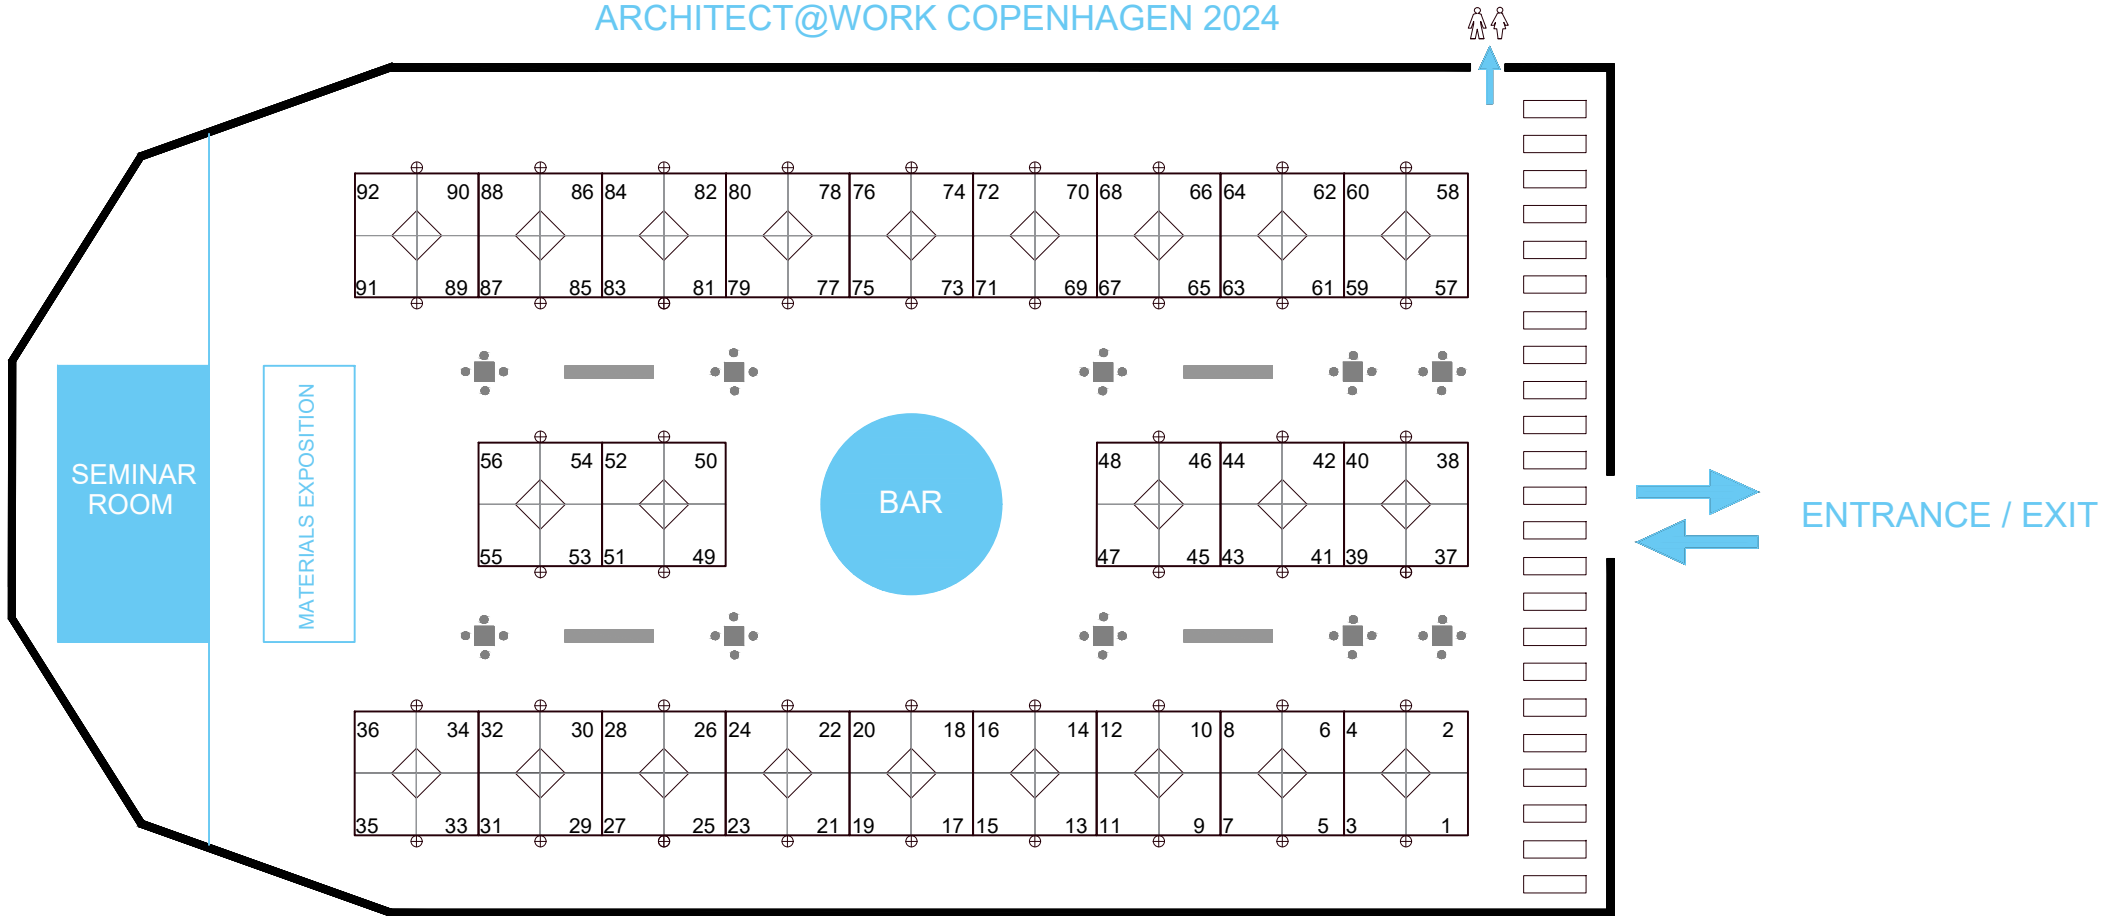 ARCHITECT@WORK COPENHAGEN 2024
92 90 88 86 84 82 80 78 76 74 72 70 68 66 64 62 60 58
91 89 87 85 83 81 79 77 75 73 71 69 67 65 63 61 59 57
SEMINAR
ROOM
MATERIALS EXPOSITION
56 54 52 50
55 53 51 49
BAR
48 46 44 42 40 38
47 45 43 41 39 37
ENTRANCE / EXIT
36 34 32 30 28 26 24 22 20 18 16 14 12 10 8 6 4 2
35 33 31 29 27 25 23 21 19 17 15 13 11 9 7 5 3 1